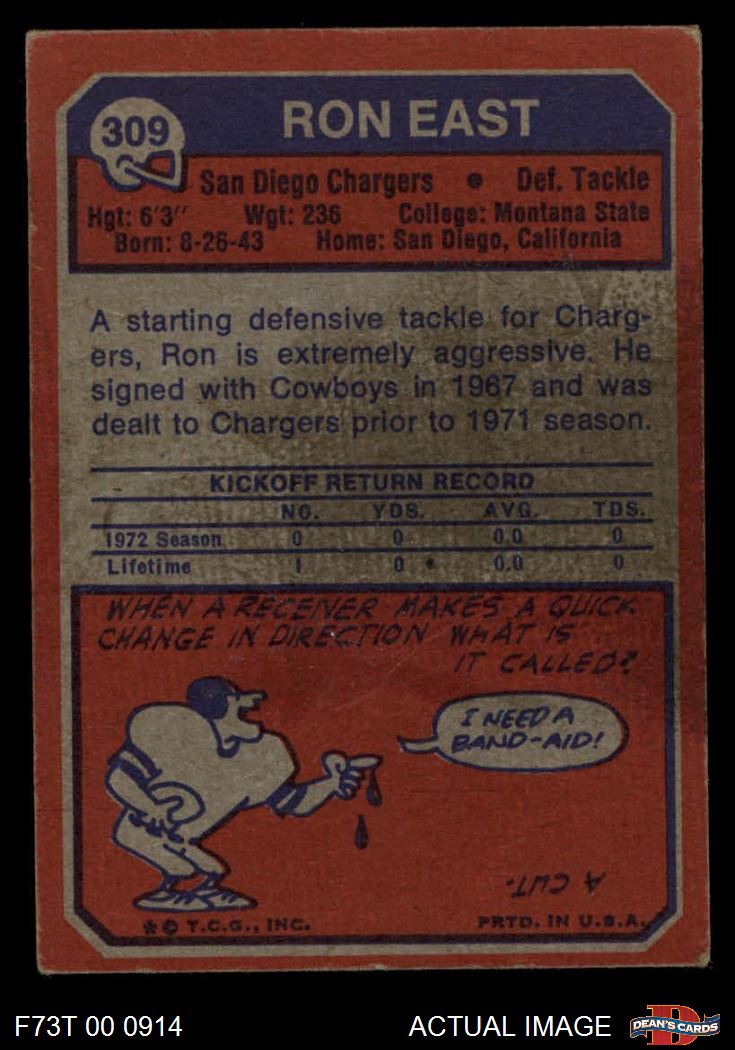 309
RON EAST
San Diego Chargers • Def. Tackle
Hgt: 6'3" Wgt: 236 College: Montana State
Born: 8-26-43 Home: San Diego, California
A starting defensive tackle for Charg-
ers, Ron is extremely aggressive. He
signed with Cowboys in 1967 and was
dealt to Chargers prior to 1971 season.
KICKOFF RETURN RECORD
NO. YDS. AVG. TDS.
1972 Season 0 0 0.0 0
Lifetime 1 0 0.0 0
WHEN A RECEIVER MAKES A QUICK
CHANGE IN DIRECTION WHAT IS
IT CALLED?
I NEED A
BAND-AID!
A CUT.
* © T.C.G., INC. PRTD. IN U.S.A.
F73T 00 0914 ACTUAL IMAGE DEAN'S CARDS